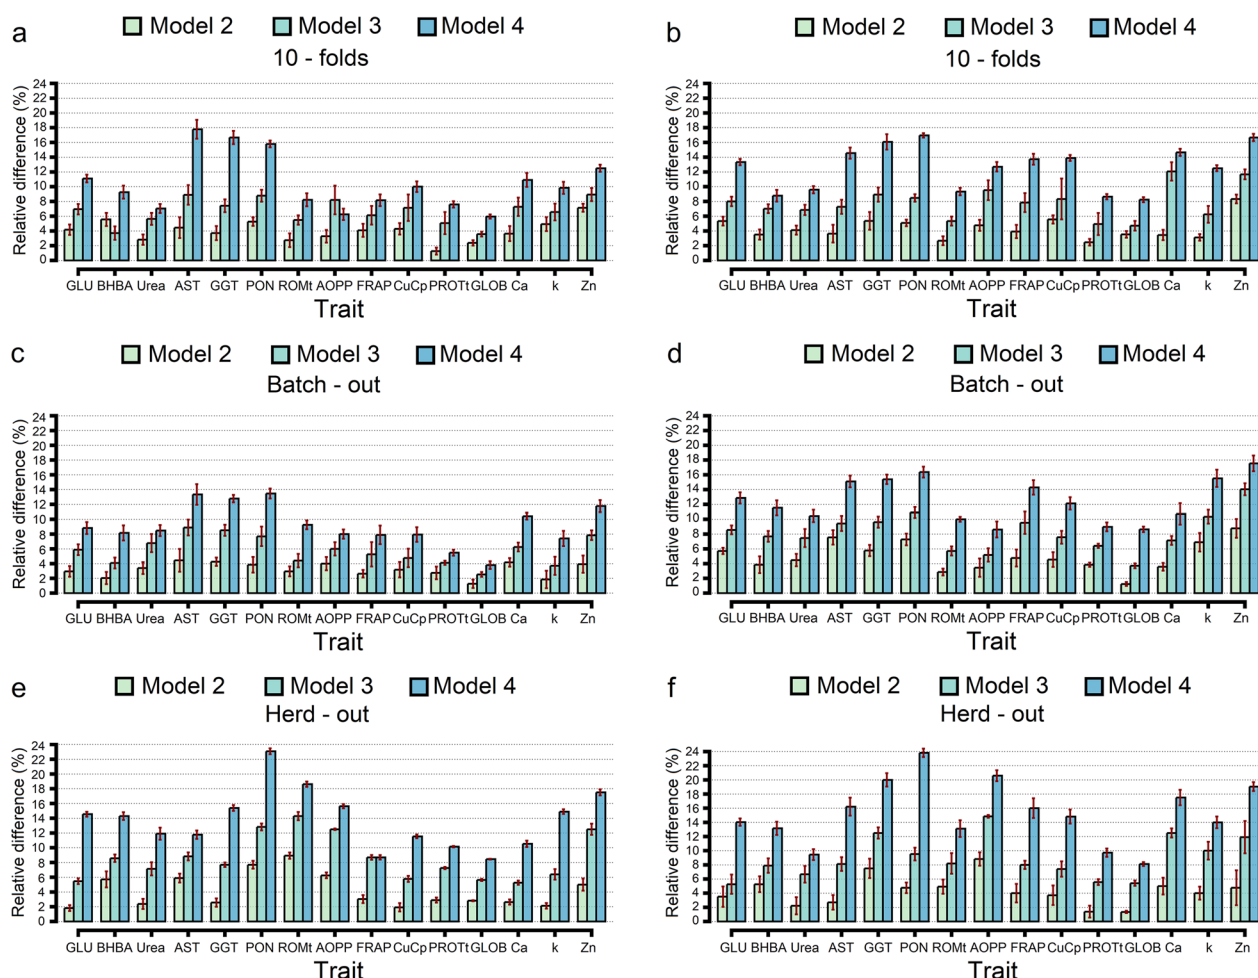 a
Model 2 Model 3 Model 4
10 - folds
Relative difference (%)
24
22
20
18
16
14
12
10
8
6
4
2
0
GLU BHBA Urea AST GGT PON ROMt AOPP FRAP CuCp PROTt GLOB Ca k Zn
Trait
b
Model 2 Model 3 Model 4
10 - folds
Relative difference (%)
24
22
20
18
16
14
12
10
8
6
4
2
0
GLU BHBA Urea AST GGT PON ROMt AOPP FRAP CuCp PROTt GLOB Ca k Zn
Trait
c
Model 2 Model 3 Model 4
Batch - out
Relative difference (%)
24
22
20
18
16
14
12
10
8
6
4
2
0
GLU BHBA Urea AST GGT PON ROMt AOPP FRAP CuCp PROTt GLOB Ca k Zn
Trait
d
Model 2 Model 3 Model 4
Batch - out
Relative difference (%)
24
22
20
18
16
14
12
10
8
6
4
2
0
GLU BHBA Urea AST GGT PON ROMt AOPP FRAP CuCp PROTt GLOB Ca k Zn
Trait
e
Model 2 Model 3 Model 4
Herd - out
Relative difference (%)
24
22
20
18
16
14
12
10
8
6
4
2
0
GLU BHBA Urea AST GGT PON ROMt AOPP FRAP CuCp PROTt GLOB Ca k Zn
Trait
f
Model 2 Model 3 Model 4
Herd - out
Relative difference (%)
24
22
20
18
16
14
12
10
8
6
4
2
0
GLU BHBA Urea AST GGT PON ROMt AOPP FRAP CuCp PROTt GLOB Ca k Zn
Trait